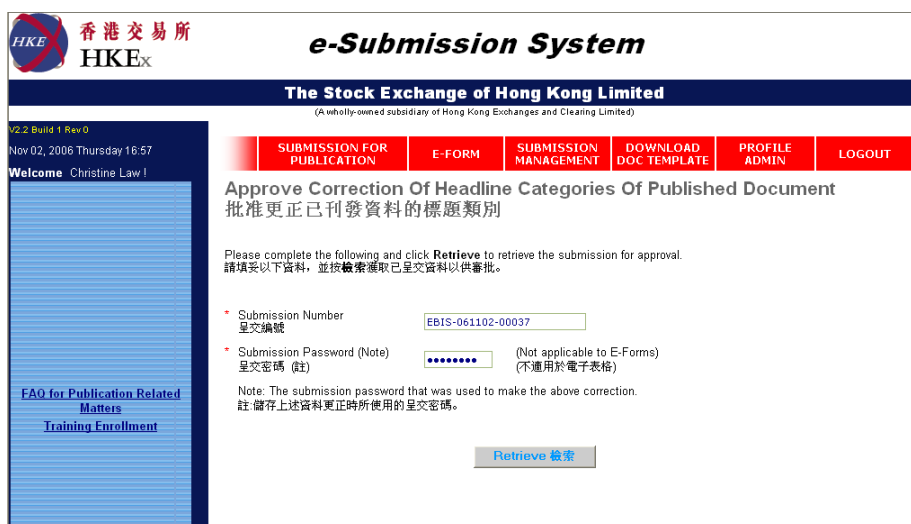 HKE
香港交易所
HKEx
e-Submission System
The Stock Exchange of Hong Kong Limited
(A wholly-owned subsidiary of Hong Kong Exchanges and Clearing Limited)
V2.2 Build 1 Rev 0
Nov 02, 2006 Thursday 16:57
Welcome Christine Law !
SUBMISSION FOR
PUBLICATION
E-FORM
SUBMISSION
MANAGEMENT
DOWNLOAD
DOC TEMPLATE
PROFILE
ADMIN
LOGOUT
Approve Correction Of Headline Categories Of Published Document
批准更正已刊發資料的標題類別
Please complete the following and click Retrieve to retrieve the submission for approval.
請填妥以下資料，並按檢索獲取已呈交資料以供審批。
* Submission Number
呈交編號
EBIS-061102-00037
* Submission Password (Note)
呈交密碼 (註)
••••••••
(Not applicable to E-Forms)
(不適用於電子表格)
Note: The submission password that was used to make the above correction.
註:儲存上述資料更正時所使用的呈交密碼。
Retrieve 檢索
FAQ for Publication Related
Matters
Training Enrollment